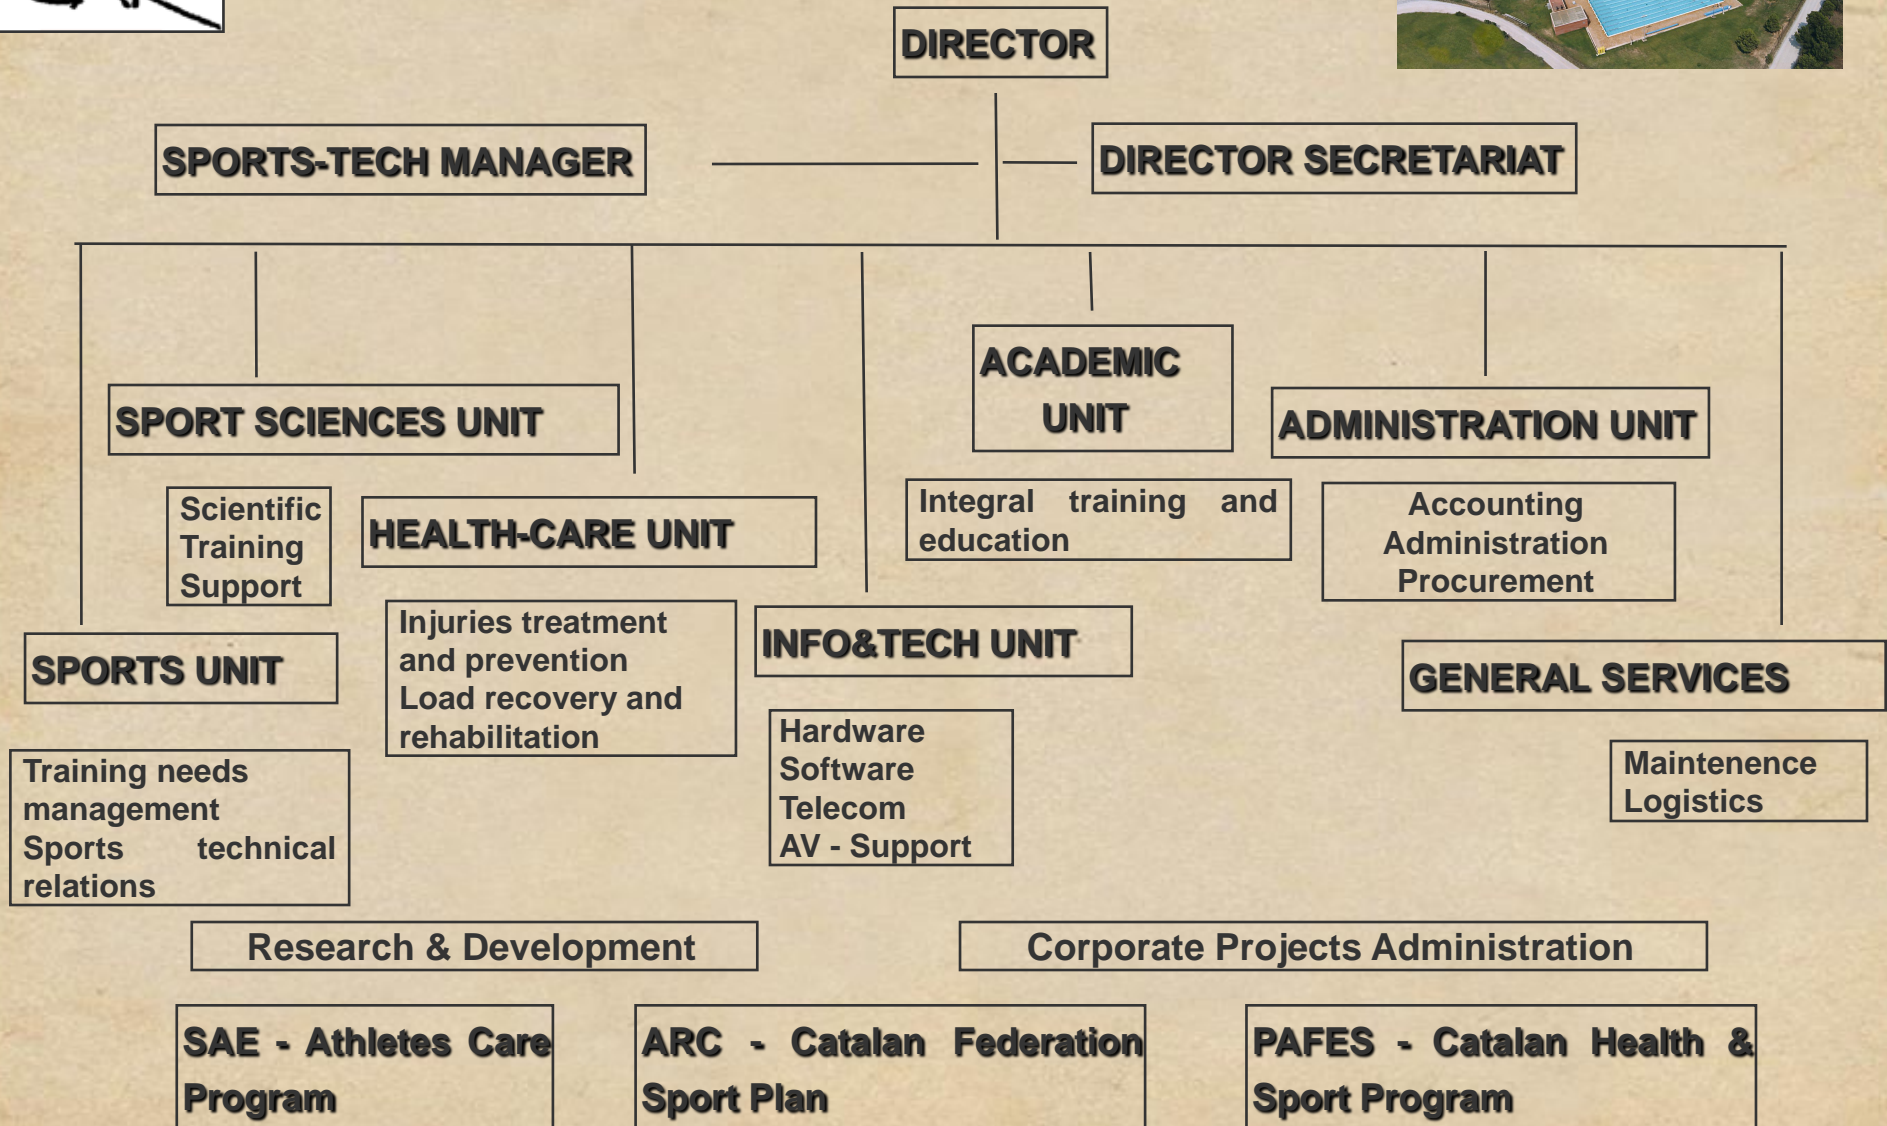 DIRECTOR
SPORTS-TECH MANAGER
DIRECTOR SECRETARIAT
ACADEMIC
UNIT
SPORT SCIENCES UNIT
ADMINISTRATION UNIT
Scientific
Training
Support
HEALTH-CARE UNIT
Integral training and
education
Accounting
Administration
Procurement
Injuries treatment
and prevention
Load recovery and
rehabilitation
INFO&TECH UNIT
SPORTS UNIT
GENERAL SERVICES
Hardware
Software
Telecom
AV - Support
Training needs
management
Sports technical
relations
Maintenence
Logistics
Research & Development
Corporate Projects Administration
SAE - Athletes Care
Program
ARC - Catalan Federation
Sport Plan
PAFES - Catalan Health &
Sport Program